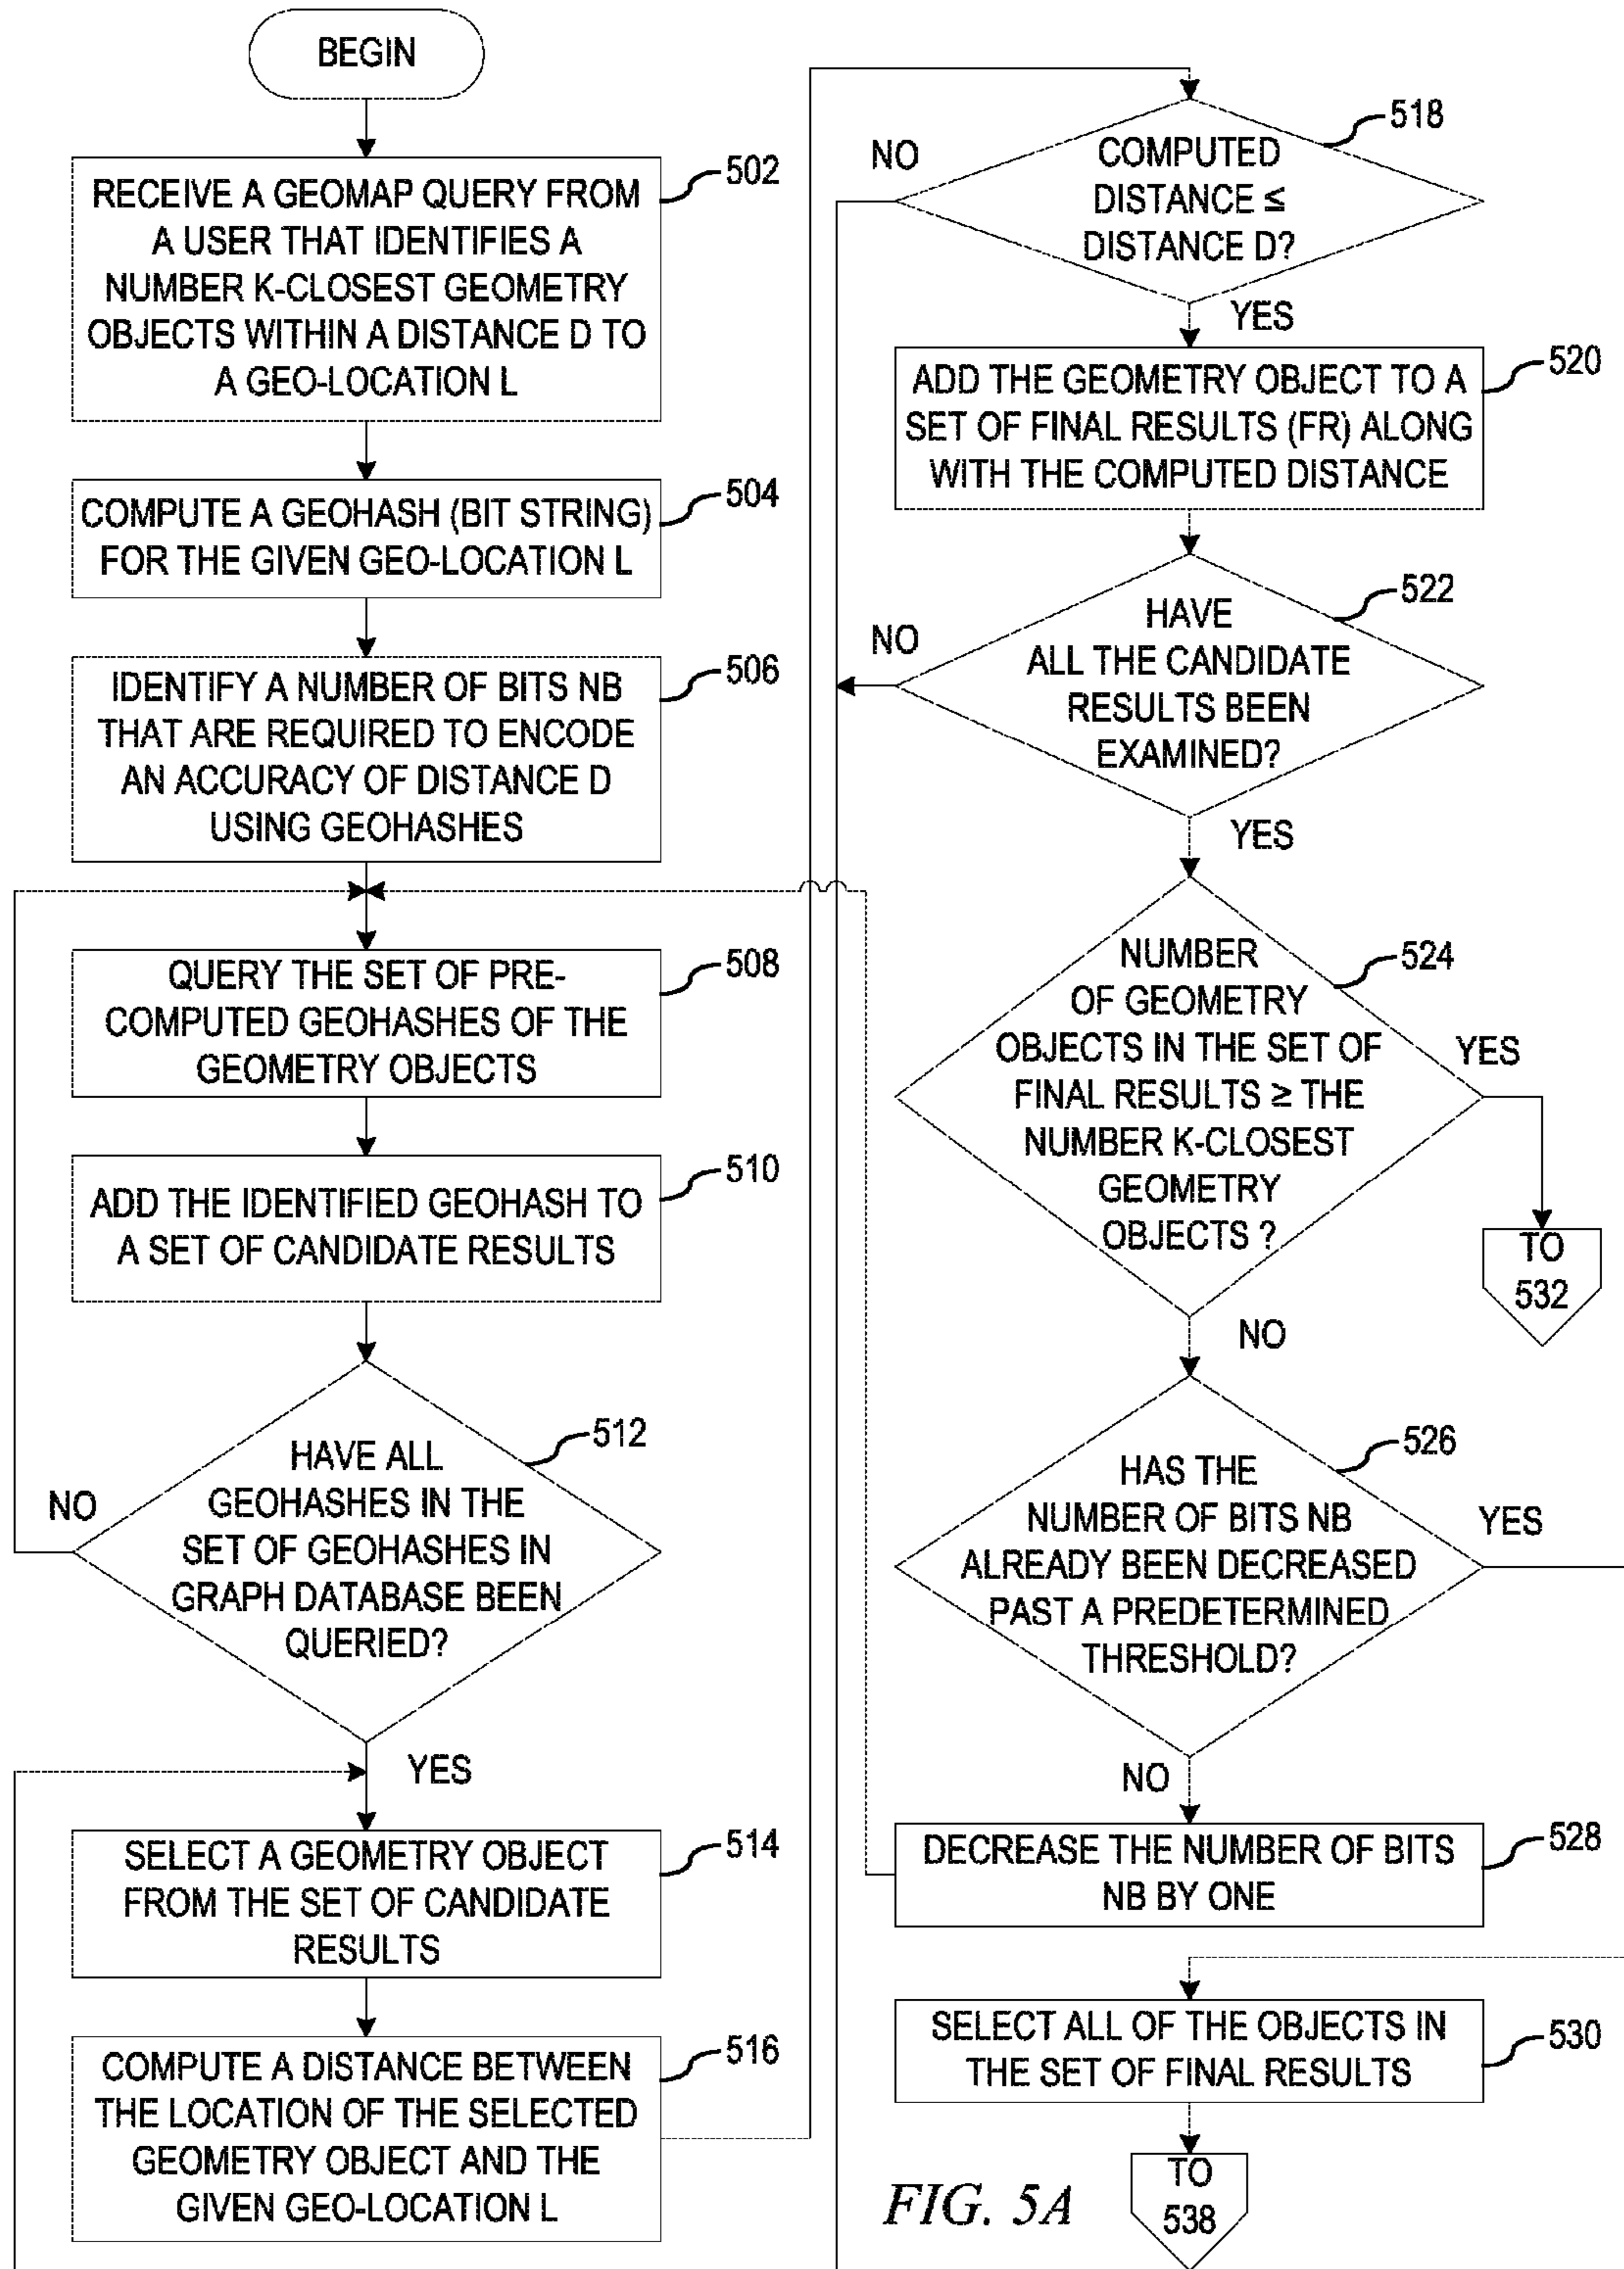 BEGIN
RECEIVE A GEOMAP QUERY FROM
A USER THAT IDENTIFIES A
NUMBER K-CLOSEST GEOMETRY
OBJECTS WITHIN A DISTANCE D TO
A GEO-LOCATION L
502
COMPUTE A GEOHASH (BIT STRING)
FOR THE GIVEN GEO-LOCATION L
504
IDENTIFY A NUMBER OF BITS NB
THAT ARE REQUIRED TO ENCODE
AN ACCURACY OF DISTANCE D
USING GEOHASHES
506
QUERY THE SET OF PRE-
COMPUTED GEOHASHES OF THE
GEOMETRY OBJECTS
508
ADD THE IDENTIFIED GEOHASH TO
A SET OF CANDIDATE RESULTS
510
HAVE ALL
GEOHASHES IN THE
SET OF GEOHASHES IN
GRAPH DATABASE BEEN
QUERIED?
512
NO
YES
SELECT A GEOMETRY OBJECT
FROM THE SET OF CANDIDATE
RESULTS
514
COMPUTE A DISTANCE BETWEEN
THE LOCATION OF THE SELECTED
GEOMETRY OBJECT AND THE
GIVEN GEO-LOCATION L
516
COMPUTED
DISTANCE ≤
DISTANCE D?
518
NO
YES
ADD THE GEOMETRY OBJECT TO A
SET OF FINAL RESULTS (FR) ALONG
WITH THE COMPUTED DISTANCE
520
HAVE
ALL THE CANDIDATE
RESULTS BEEN
EXAMINED?
522
NO
YES
NUMBER
OF GEOMETRY
OBJECTS IN THE SET OF
FINAL RESULTS ≥ THE
NUMBER K-CLOSEST
GEOMETRY
OBJECTS ?
524
YES
TO
532
NO
HAS THE
NUMBER OF BITS NB
ALREADY BEEN DECREASED
PAST A PREDETERMINED
THRESHOLD?
526
YES
NO
DECREASE THE NUMBER OF BITS
NB BY ONE
528
SELECT ALL OF THE OBJECTS IN
THE SET OF FINAL RESULTS
530
TO
538
FIG. 5A